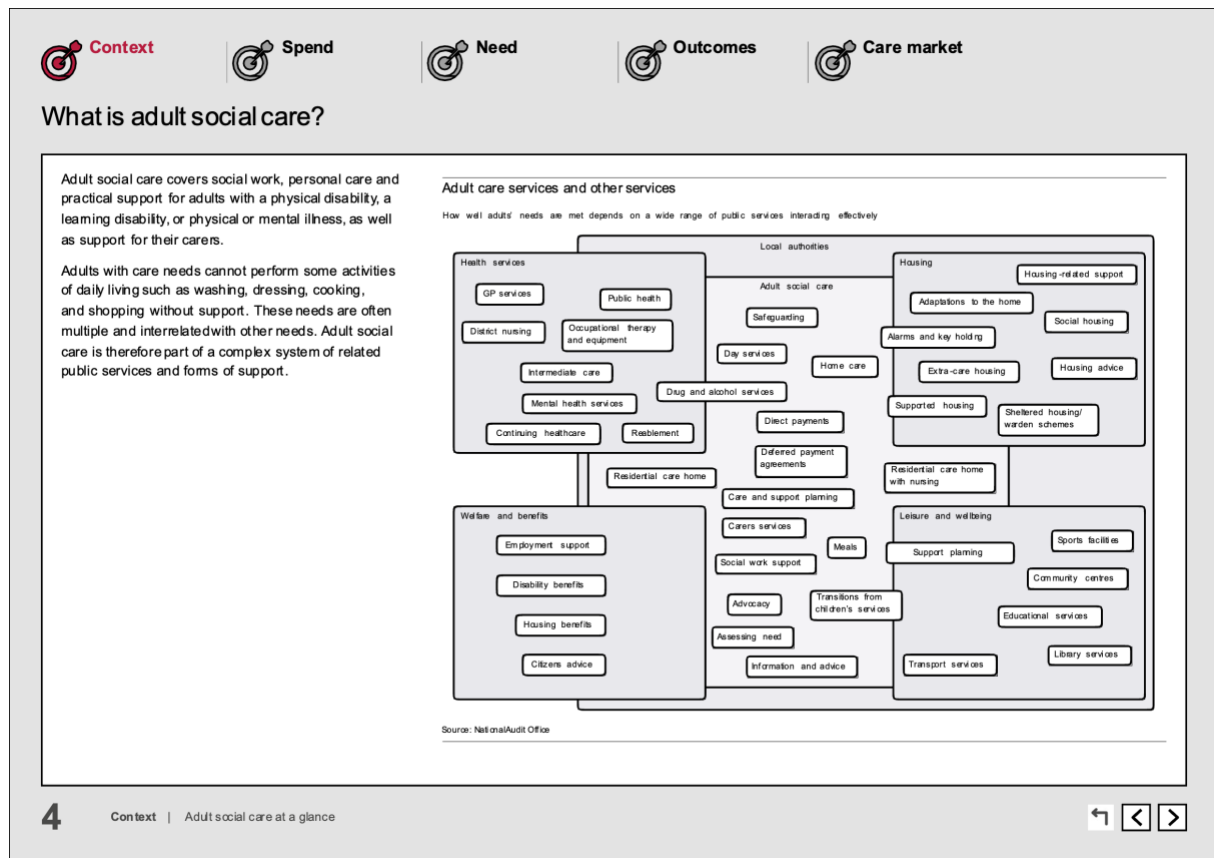 Context
Spend
Need
Outcomes
Care market
What is adult social care?
Adult social care covers social work, personal care and
practical support for adults with a physical disability, a
learning disability, or physical or mental illness, as well
as support for their carers.
Adults with care needs cannot perform some activities
of daily living such as washing, dressing, cooking,
and shopping without support. These needs are often
multiple and interrelated with other needs. Adult social
care is therefore part of a complex system of related
public services and forms of support.
Adult care services and other services
How well adults' needs are met depends on a wide range of public services interacting effectively
Local authorities
Health services
GP services
Public health
District nursing
Occupational therapy
and equipment
Intermediate care
Mental health services
Continuing healthcare
Reablement
Adult social care
Safeguarding
Day services
Home care
Drug and alcohol services
Direct payments
Deferred payment
agreements
Residential care home
Care and support planning
Carers services
Meals
Social work support
Advocacy
Transitions from
children's services
Assessing need
Information and advice
Housing
Housing-related support
Adaptations to the home
Social housing
Alarms and key holding
Extra-care housing
Housing advice
Supported housing
Sheltered housing/
warden schemes
Residential care home
with nursing
Welfare and benefits
Employment support
Disability benefits
Housing benefits
Citizens advice
Leisure and wellbeing
Sports facilities
Support planning
Community centres
Educational services
Library services
Transport services
Source: National Audit Office
4
Context | Adult social care at a glance